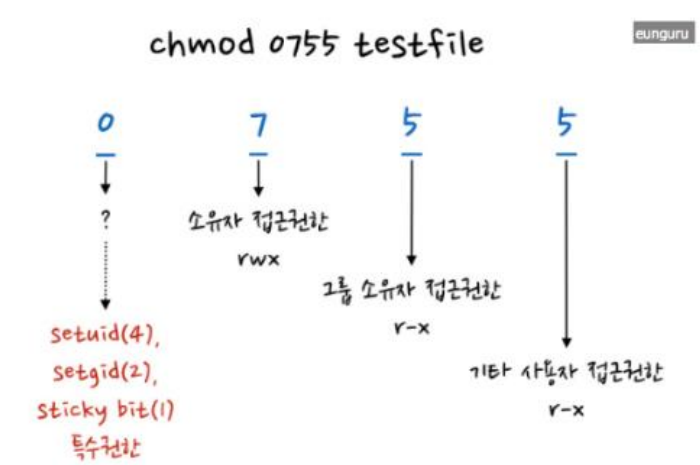 chmod 0755 testfile
eunguru
0 7 5 5
?
소유자 접근권한
rwx
그룹 소유자 접근권한
r-x
setuid(4),
setgid(2),
sticky bit(1)
특수권한
기타 사용자 접근권한
r-x